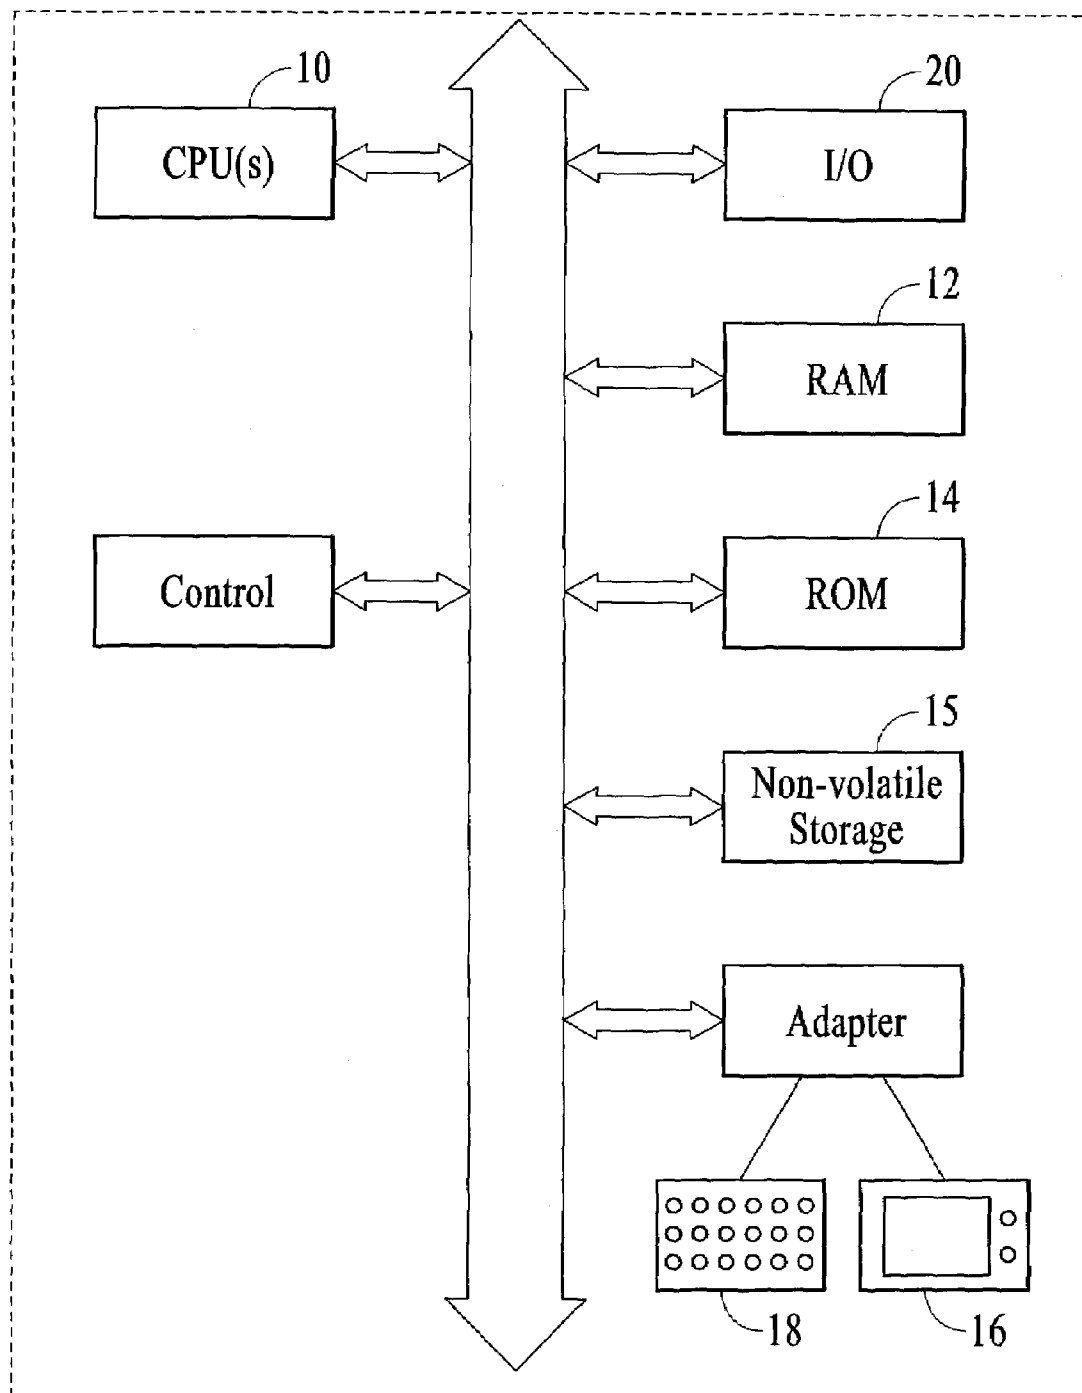 10
CPU(s)
20
I/O
12
RAM
14
ROM
Control
15
Non-volatile
Storage
Adapter
18
16